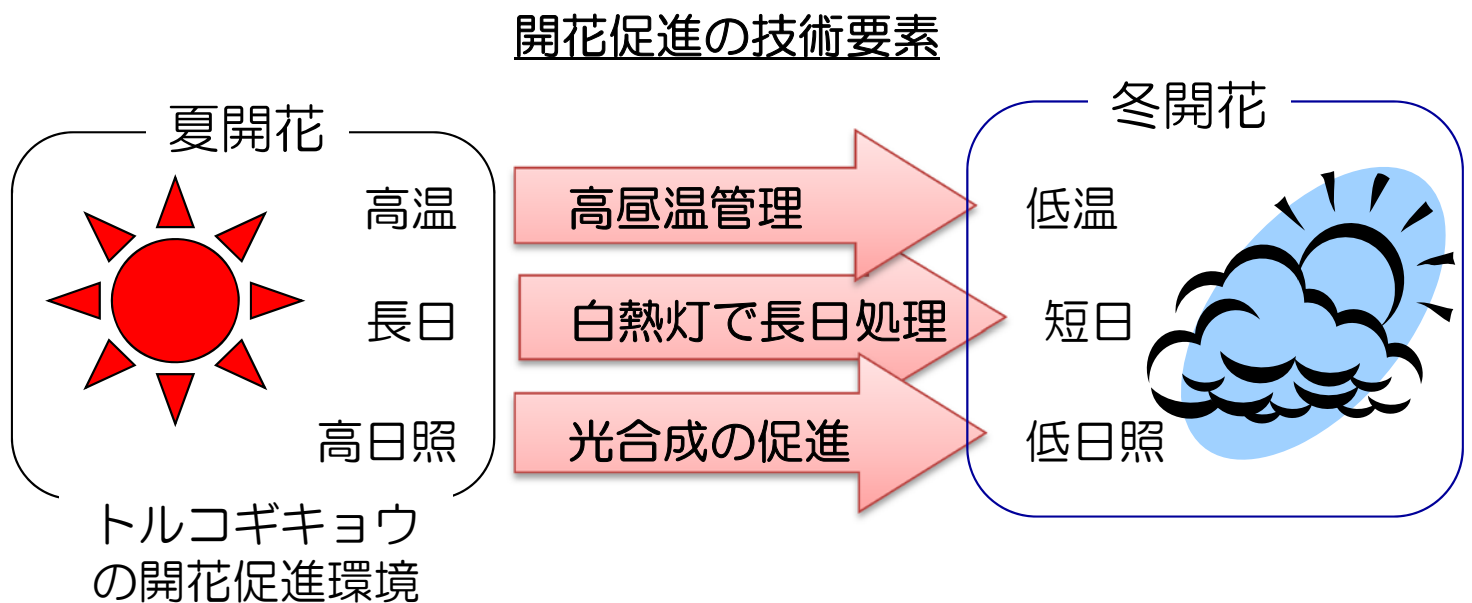 開花促進の技術要素
夏開花
高温
長日
高日照
トルコギキョウ
の開花促進環境
高昼温管理
白熱灯で長日処理
光合成の促進
冬開花
低温
短日
低日照